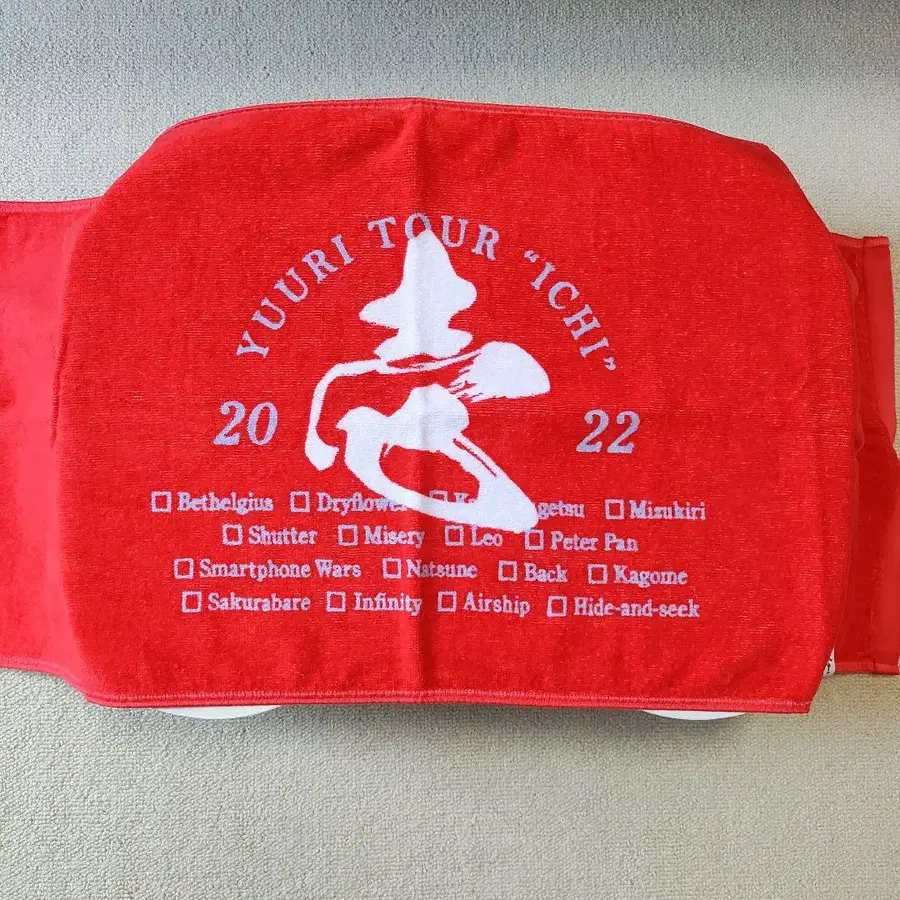 YUURI TOUR “ICHI”
20 22
☐ Bethelgius ☐ Dryflower ☐ ☐ Mizukiri
☐ Shutter ☐ Misery ☐ Leo ☐ Peter Pan
☐ Smartphone Wars ☐ Natsune ☐ Back ☐ Kagome
☐ Sakurabare ☐ Infinity ☐ Airship ☐ Hide-and-seek